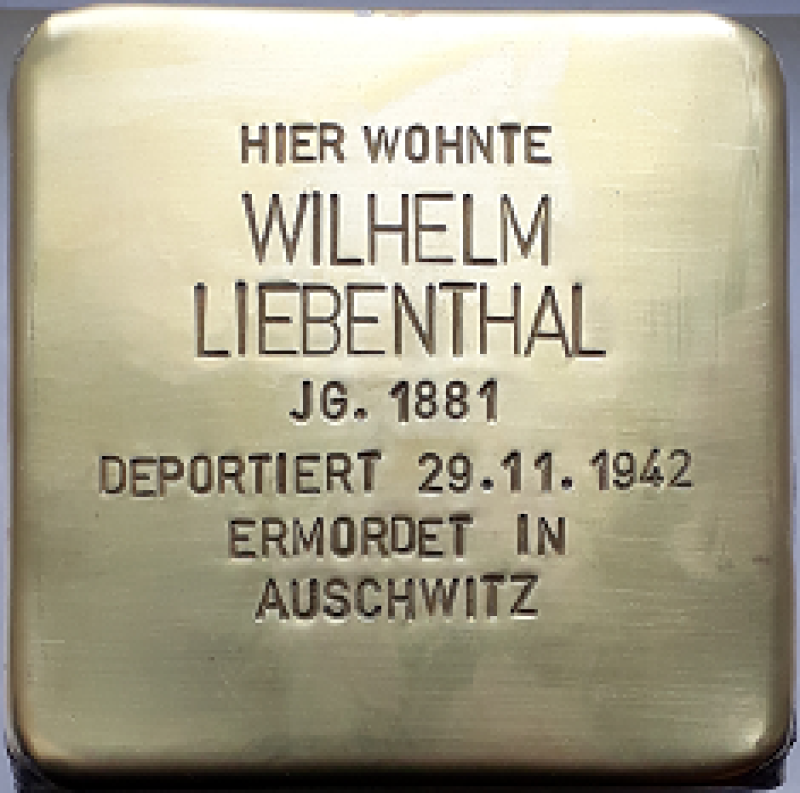 HIER WOHNTE
WILHELM
LIEBENTHAL
JG. 1881
DEPORTIERT 29.11.1942
ERMORDET IN
AUSCHWITZ